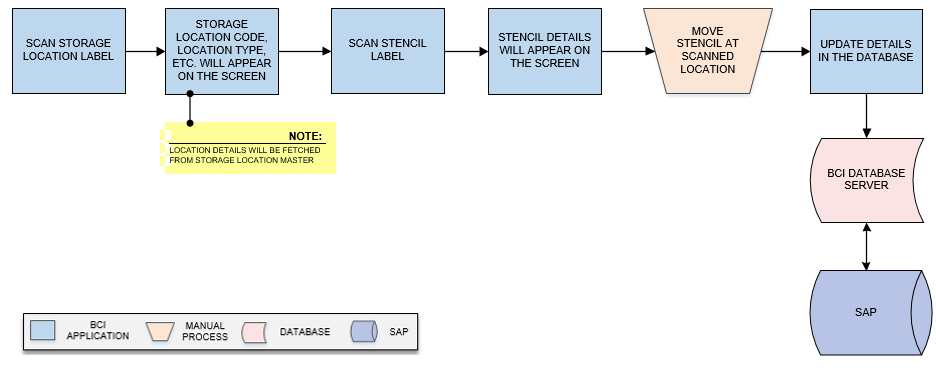 SCAN STORAGE
LOCATION LABEL
STORAGE
LOCATION CODE,
LOCATION TYPE,
ETC. WILL APPEAR
ON THE SCREEN
SCAN STENCIL
LABEL
STENCIL DETAILS
WILL APPEAR ON
THE SCREEN
MOVE
STENCIL AT
SCANNED
LOCATION
UPDATE DETAILS
IN THE DATABASE
NOTE:
LOCATION DETAILS WILL BE FETCHED
FROM STORAGE LOCATION MASTER
BCI DATABASE
SERVER
SAP
BCI
APPLICATION
MANUAL
PROCESS
DATABASE
SAP